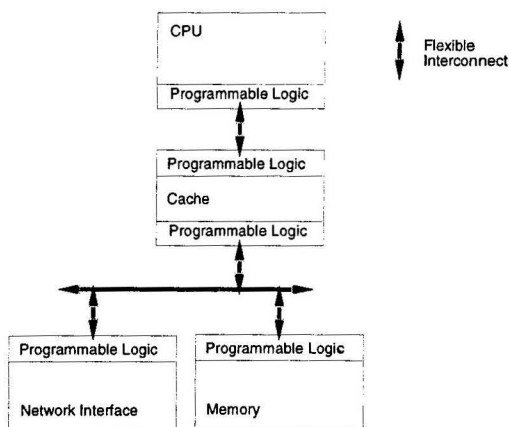 CPU
Programmable Logic
Flexible
Interconnect
Programmable Logic
Cache
Programmable Logic
Programmable Logic
Network Interface
Programmable Logic
Memory